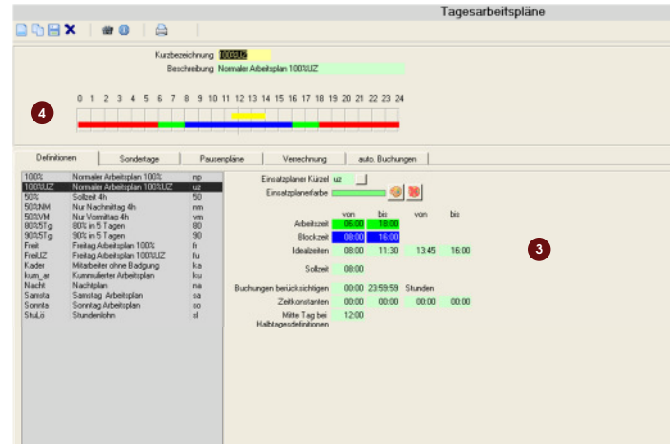 Tagesarbeitspläne
Kurzbezeichnung 100%UZ
Beschreibung Normaler Arbeitsplan 100%UZ
0 1 2 3 4 5 6 7 8 9 10 11 12 13 14 15 16 17 18 19 20 21 22 23 24
4
Definitionen Sondertage Pausenpläne Verrechnung auto. Buchungen
100% Normaler Arbeitsplan 100% np
100%UZ Normaler Arbeitsplan 100%UZ uz
50% Sollzeit 4h 50
50%NM Nur Nachmittag 4h nm
50%VM Nur Vormittag 4h vm
80%5Tg 80% in 5 Tagen 80
90%5Tg 90% in 5 Tagen 90
Freit Freitag Arbeitsplan 100% fr
FreiUZ Freitag Arbeitsplan 100%UZ fu
Kader Mitarbeiter ohne Badgung ka
kum_ar Kummulierter Arbeitsplan ku
Nacht Nachtplan na
Samsta Samstag Arbeitsplan sa
Sonnta Sonntag Arbeitsplan so
StuLö Stundenlohn sl
Einsatzplaner Kürzel uz
Einsatzplanerfarbe
von bis von bis
Arbeitszeit 06:00 18:00
Blockzeit 08:00 16:00
Idealzeiten 08:00 11:30 13:45 16:00
3
Sollzeit 08:00
Buchungen berücksichtigen 00:00 23:59:59 Stunden
Zeitkonstanten 00:00 00:00 00:00 00:00
Mitte Tag bei 12:00
Halbtagesdefinitionen